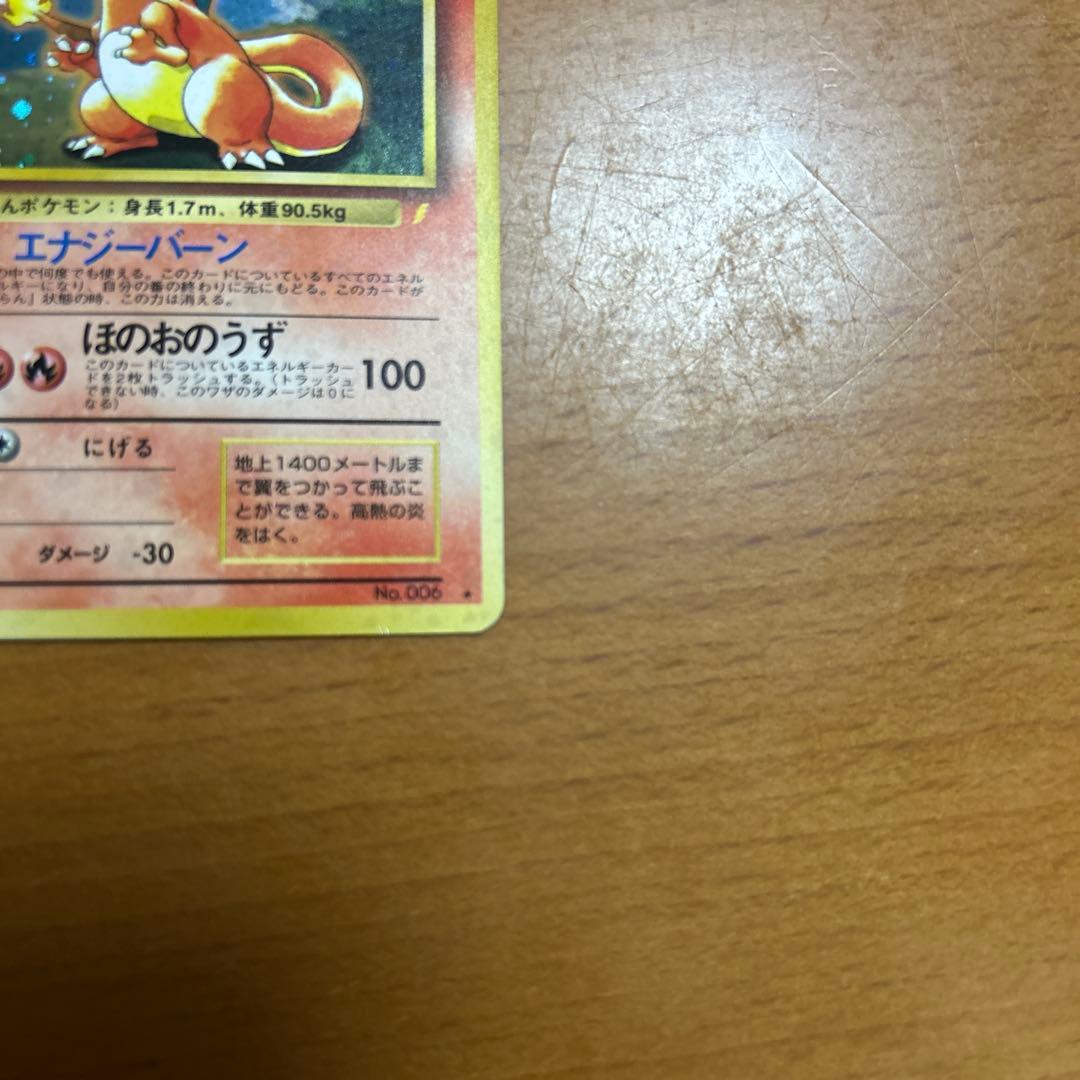 んポケモン：身長1.7m、体重90.5kg
エナジーバーン
の中で何度でも使える。このカードについているすべてのエネル
ルギーになり、自分の番の終わりに元にもどる。このカードが
らん」状態の時、この力は消える。
ほのおのうず
このカードについているエネルギーカー
ドを2枚トラッシュする。（トラッシュ
できない時、このワザのダメージは0に
なる）
100
にげる
地上1400メートルま
で翼をつかって飛ぶこ
とができる。高熱の炎
をはく。
ダメージ -30
No.006 ★